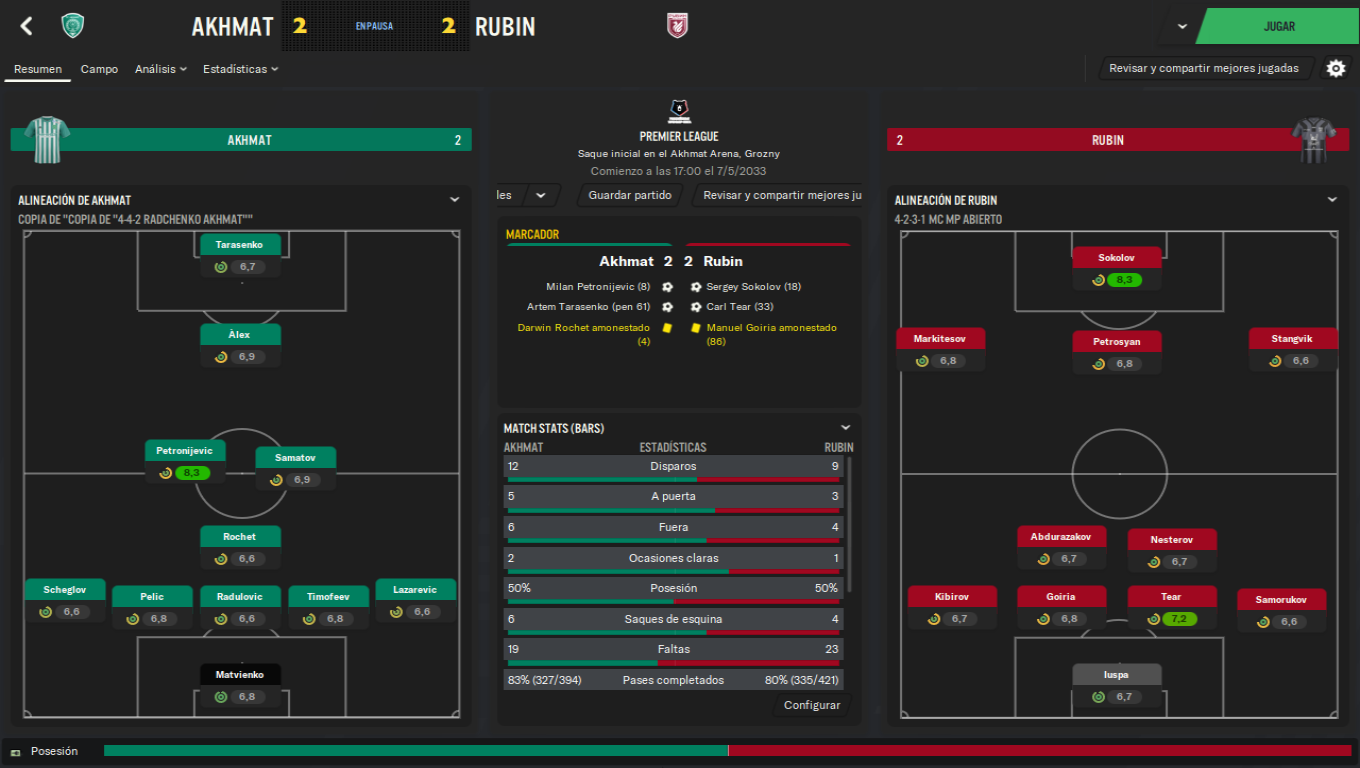 AKHMAT 2 EN PAUSA 2 RUBIN
JUGAR
Resumen Campo Análisis Estadísticas
Revisar y compartir mejores jugadas
AKHMAT 2
ALINEACIÓN DE AKHMAT
COPIA DE "COPIA DE "4-4-2 RADCHENKO AKHMAT""
Tarasenko
6,7
Àlex
6,9
Petronijevic
8,3
Samatov
6,9
Rochet
6,6
Scheglov
6,6
Pelic
6,8
Radulovic
6,6
Timofeev
6,8
Lazarevic
6,6
Matvienko
6,8
PREMIER LEAGUE
Saque inicial en el Akhmat Arena, Grozny
Comienzo a las 17:00 el 7/5/2033
les
Guardar partido
Revisar y compartir mejores ju
MARCADOR
Akhmat 2 2 Rubin
Milan Petronijevic (8) Sergey Sokolov (18)
Artem Tarasenko (pen 61) Carl Tear (33)
Darwin Rochet amonestado Manuel Goiria amonestado
(4) (86)
MATCH STATS (BARS)
AKHMAT ESTADÍSTICAS RUBIN
12 Disparos 9
5 A puerta 3
6 Fuera 4
2 Ocasiones claras 1
50% Posesión 50%
6 Saques de esquina 4
19 Faltas 23
83% (327/394) Pases completados 80% (335/421)
Configurar
2 RUBIN
ALINEACIÓN DE RUBIN
4-2-3-1 MC MP ABIERTO
Sokolov
8,3
Markitesov
6,8
Petrosyan
6,8
Stangvik
6,6
Abdurazakov
6,7
Nesterov
6,7
Kibirov
6,7
Goiria
6,8
Tear
7,2
Samorukov
6,6
Iuspa
6,7
Posesión